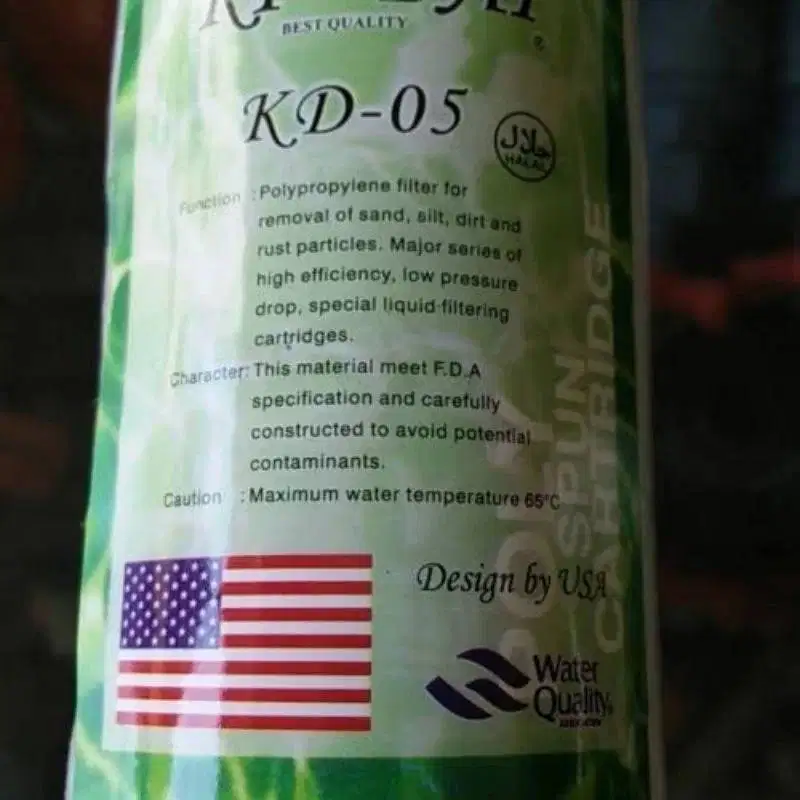 BEST QUALITY
®
KD-05
حلال
HALAL
Function : Polypropylene filter for
removal of sand, silt, dirt and
rust particles. Major series of
high efficiency, low pressure
drop, special liquid-filtering
cartridges.
Character: This material meet F.D.A
specification and carefully
constructed to avoid potential
contaminants.
Caution : Maximum water temperature 65°C
SPUN
CARTRIDGE
Design by USA
Water
Quality